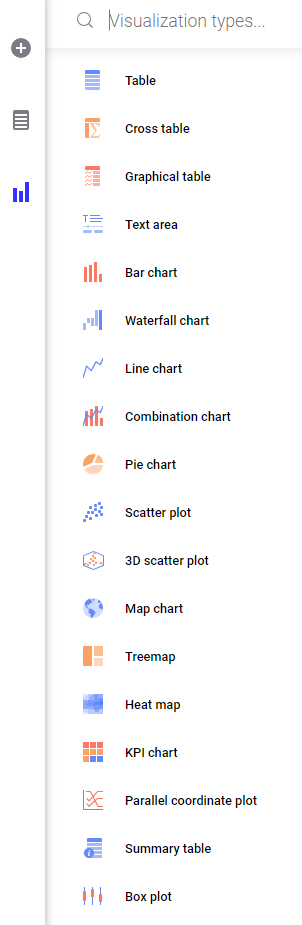 Visualization types...
Table
Cross table
Graphical table
Text area
Bar chart
Waterfall chart
Line chart
Combination chart
Pie chart
Scatter plot
3D scatter plot
Map chart
Treemap
Heat map
KPI chart
Parallel coordinate plot
Summary table
Box plot